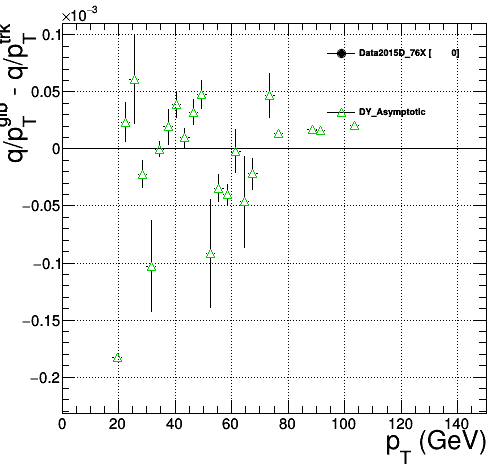 ×10⁻³
q/p_T^glb - q/p_T^trk
0.1
0.05
0
−0.05
−0.1
−0.15
−0.2
Data2015D_76X [ 0]
DY_Asymptotic
0 20 40 60 80 100 120 140
p_T (GeV)